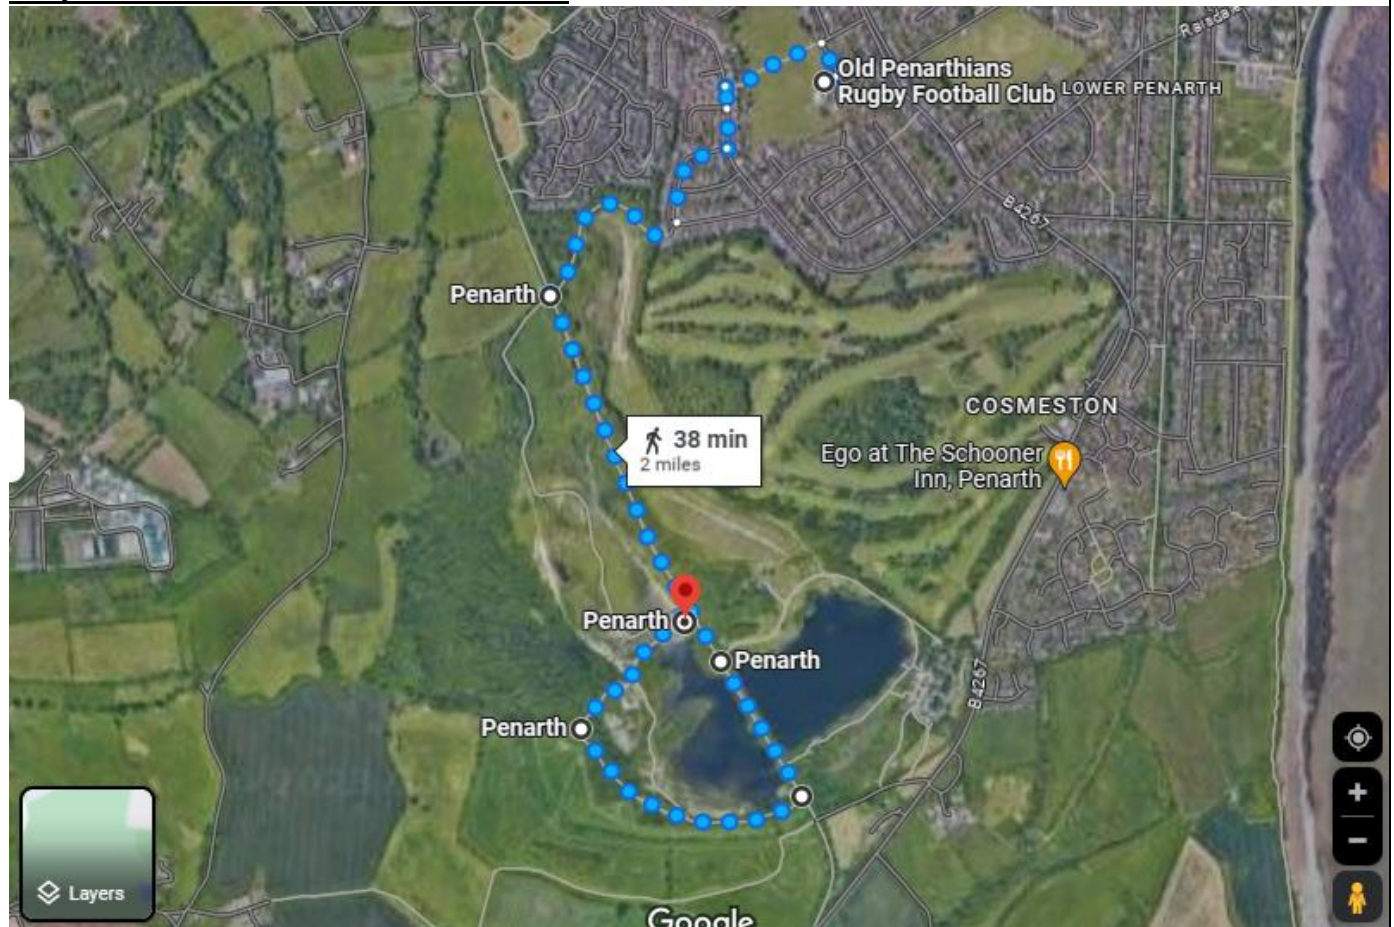 Raisdale
Old Penarthians
Rugby Football Club
LOWER PENARTH
B4267
Penarth
COSMESTON
38 min
2 miles
Ego at The Schooner
Inn, Penarth
Penarth
Penarth
B4267
Penarth
Layers
Google